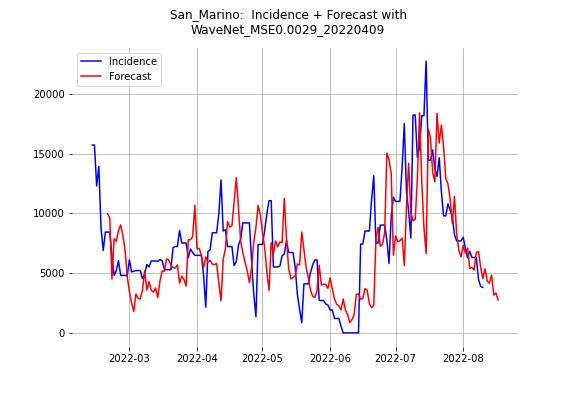 San_Marino:  Incidence + Forecast with
WaveNet_MSE0.0029_20220409
Incidence
Forecast
20000
15000
10000
5000
0
2022-03
2022-04
2022-05
2022-06
2022-07
2022-08